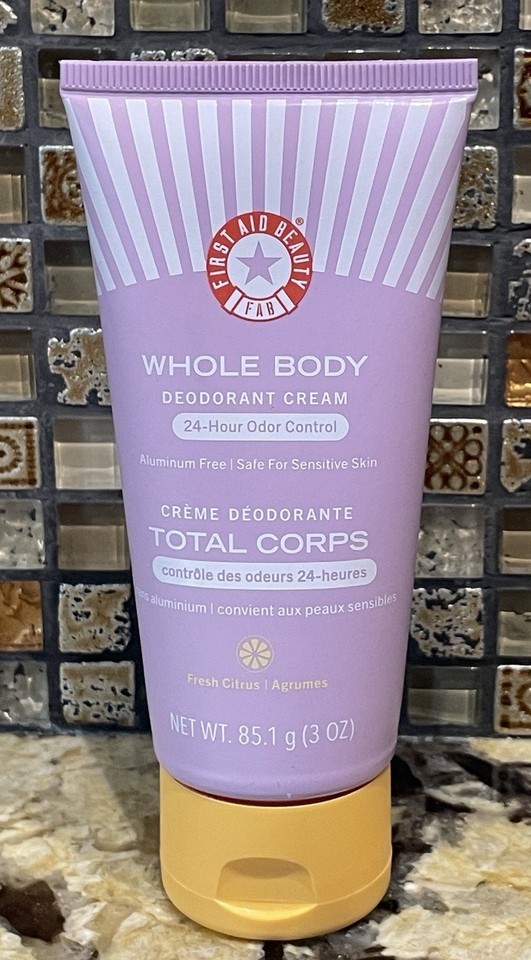 FIRST AID BEAUTY®
FAB
WHOLE BODY
DEODORANT CREAM
24-Hour Odor Control
Aluminum Free | Safe For Sensitive Skin
CRÈME DÉODORANTE
TOTAL CORPS
contrôle des odeurs 24-heures
aluminium | convient aux peaux sensibles
Fresh Citrus | Agrumes
NET WT. 85.1 g (3 OZ)